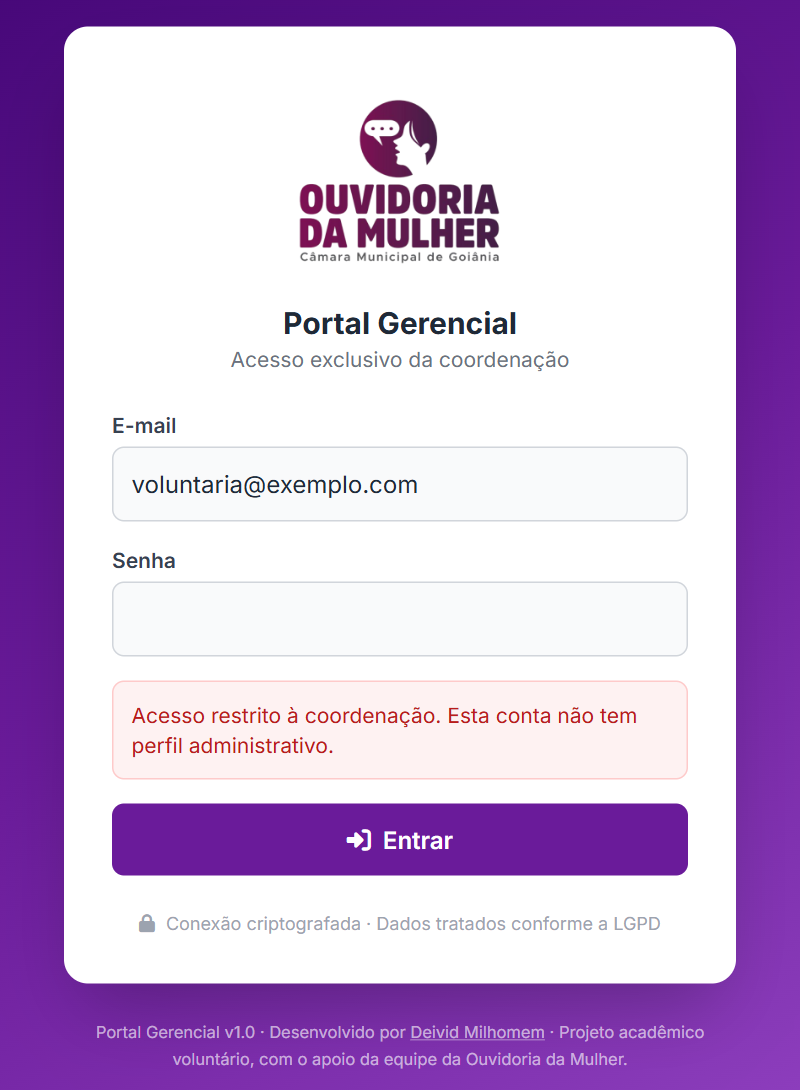 OUVIDORIA
DA MULHER
Câmara Municipal de Goiânia
Portal Gerencial
Acesso exclusivo da coordenação
E-mail
voluntaria@exemplo.com
Senha
Acesso restrito à coordenação. Esta conta não tem
perfil administrativo.
Entrar
Conexão criptografada · Dados tratados conforme a LGPD
Portal Gerencial v1.0 · Desenvolvido por Deivid Milhomem · Projeto acadêmico
voluntário, com o apoio da equipe da Ouvidoria da Mulher.